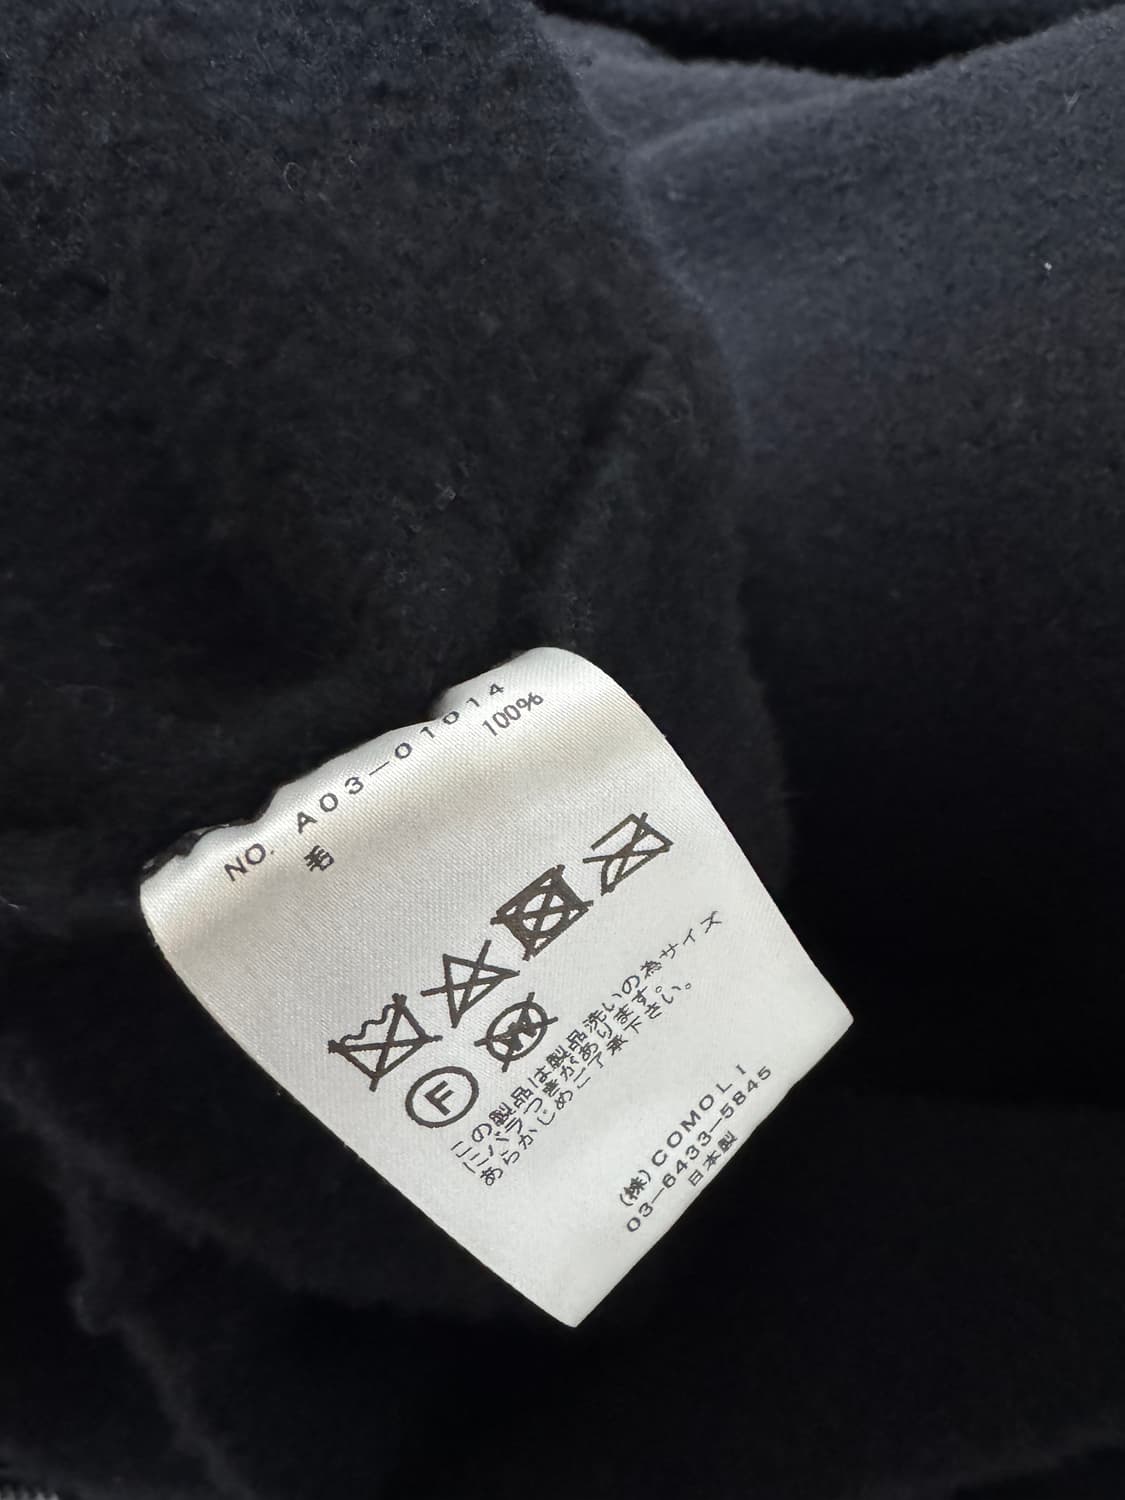 NO. A03-01014
毛 100%
F W
この製品は製品洗いの為サイズ
にバラつきがあります。
あらかじめご了承下さい。
(株)COMOLI
03-6433-5845
日本製